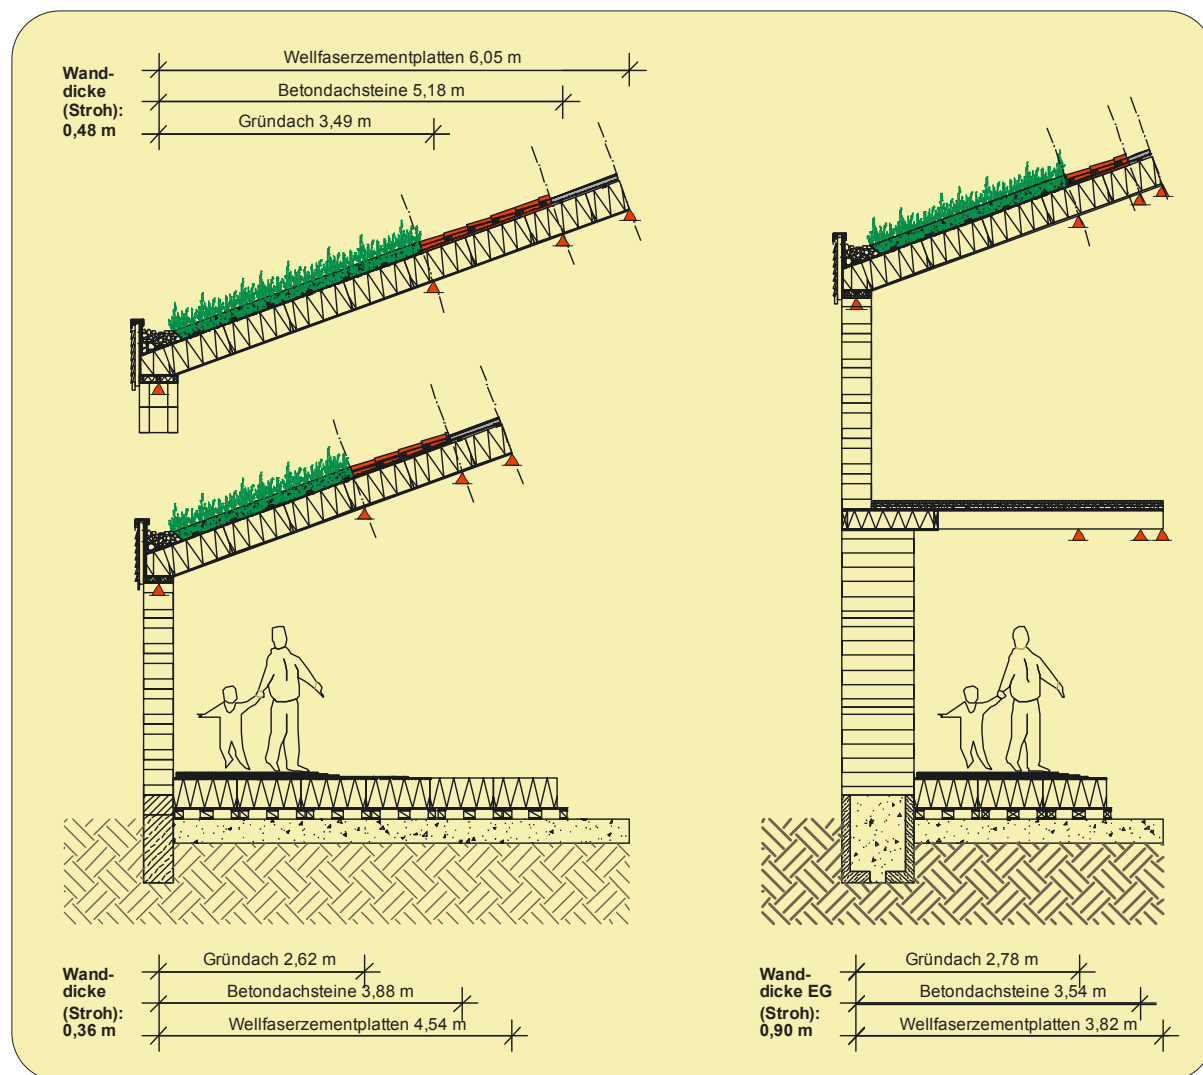 Wellfaserzementplatten 6,05 m
Wand-
dicke
(Stroh):
0,48 m
Betondachsteine 5,18 m
Gründach 3,49 m
Wand-
dicke
(Stroh):
0,36 m
Gründach 2,62 m
Betondachsteine 3,88 m
Wellfaserzementplatten 4,54 m
Wand-
dicke EG
(Stroh):
0,90 m
Gründach 2,78 m
Betondachsteine 3,54 m
Wellfaserzementplatten 3,82 m